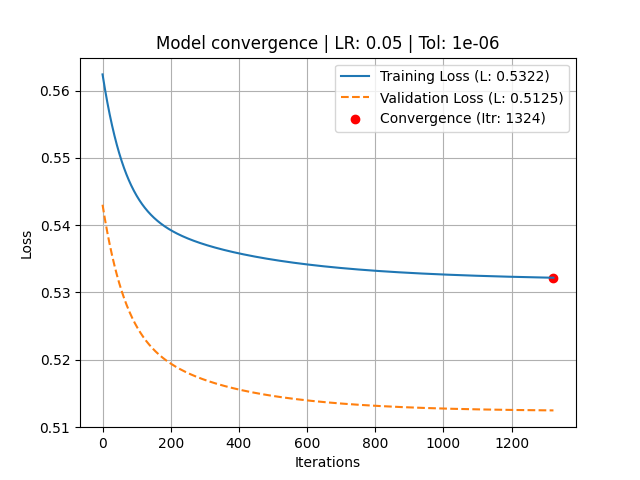 Model convergence | LR: 0.05 | Tol: 1e-06
Training Loss (L: 0.5322)
Validation Loss (L: 0.5125)
Convergence (Itr: 1324)
Loss
0.56
0.55
0.54
0.53
0.52
0.51
0 200 400 600 800 1000 1200
Iterations